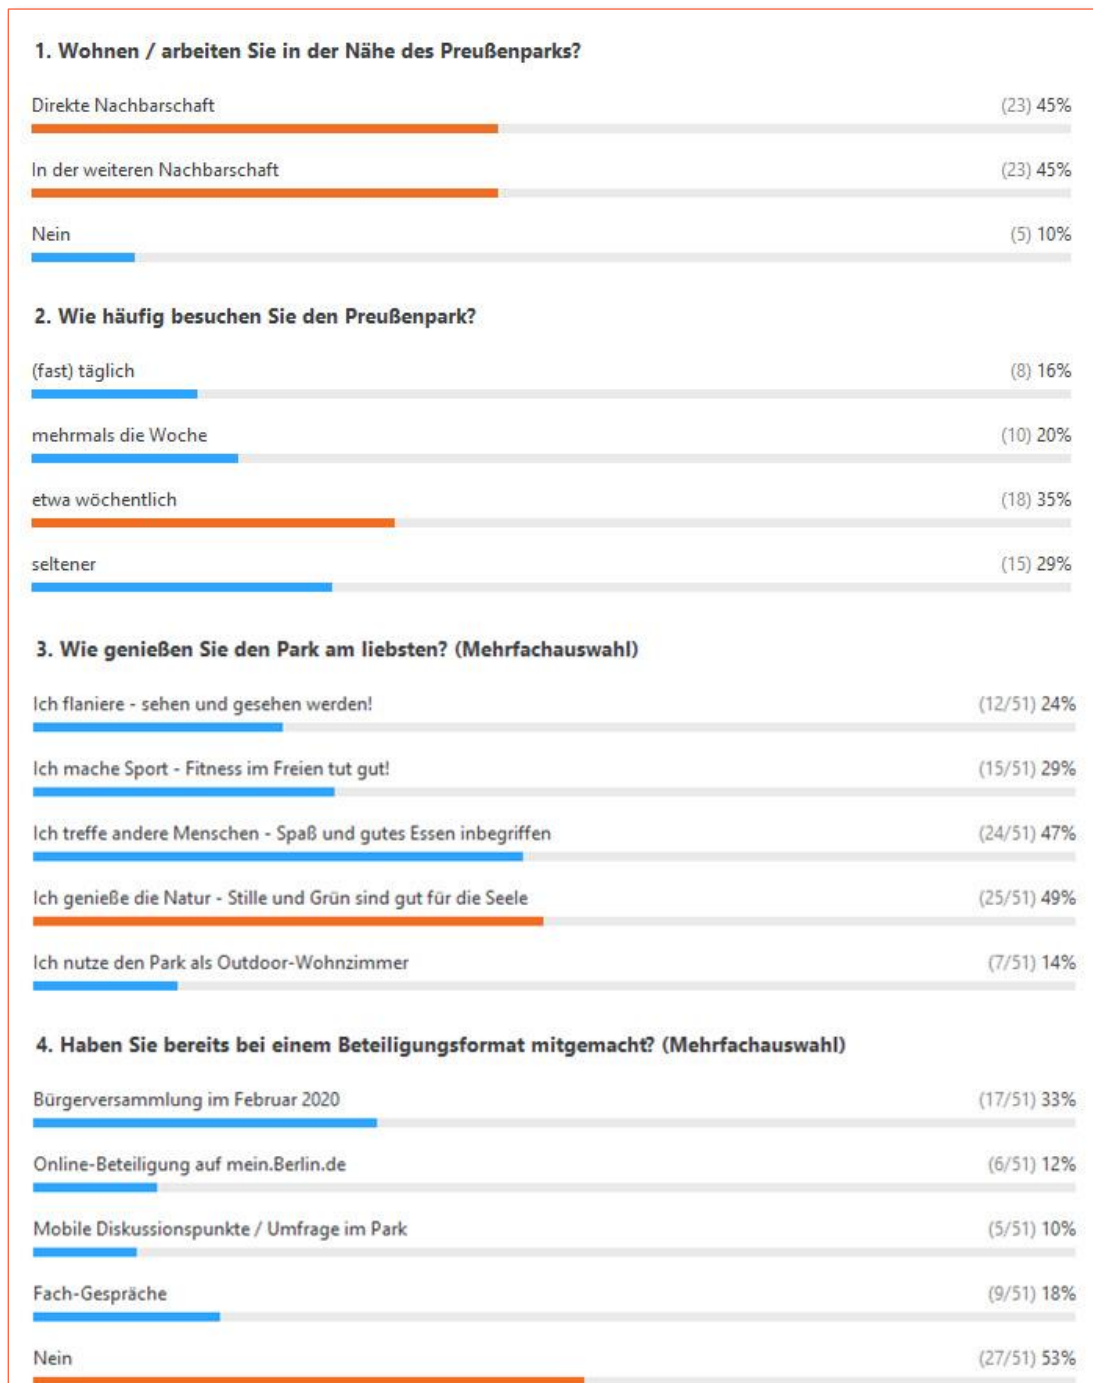 1. Wohnen / arbeiten Sie in der Nähe des Preußenparks?
Direkte Nachbarschaft (23) 45%
In der weiteren Nachbarschaft (23) 45%
Nein (5) 10%
2. Wie häufig besuchen Sie den Preußenpark?
(fast) täglich (8) 16%
mehrmals die Woche (10) 20%
etwa wöchentlich (18) 35%
seltener (15) 29%
3. Wie genießen Sie den Park am liebsten? (Mehrfachauswahl)
Ich flaniere - sehen und gesehen werden! (12/51) 24%
Ich mache Sport - Fitness im Freien tut gut! (15/51) 29%
Ich treffe andere Menschen - Spaß und gutes Essen inbegriffen (24/51) 47%
Ich genieße die Natur - Stille und Grün sind gut für die Seele (25/51) 49%
Ich nutze den Park als Outdoor-Wohnzimmer (7/51) 14%
4. Haben Sie bereits bei einem Beteiligungsformat mitgemacht? (Mehrfachauswahl)
Bürgerversammlung im Februar 2020 (17/51) 33%
Online-Beteiligung auf mein.Berlin.de (6/51) 12%
Mobile Diskussionspunkte / Umfrage im Park (5/51) 10%
Fach-Gespräche (9/51) 18%
Nein (27/51) 53%